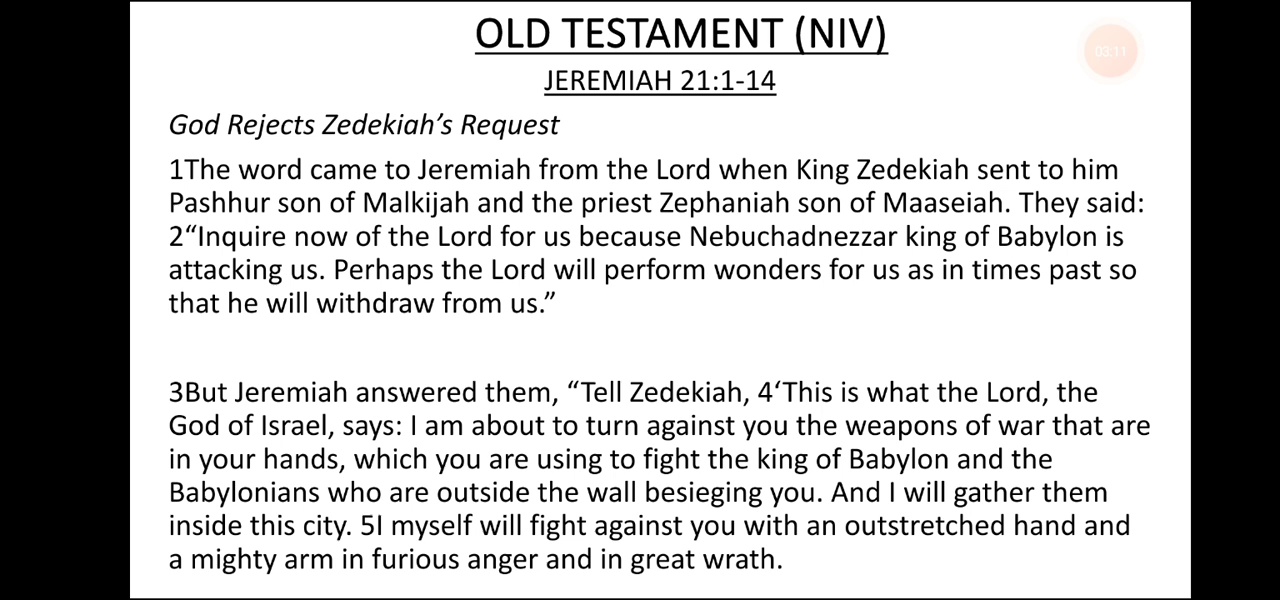 OLD TESTAMENT (NIV)
03:11
JEREMIAH 21:1-14
God Rejects Zedekiah’s Request
1The word came to Jeremiah from the Lord when King Zedekiah sent to him
Pashhur son of Malkijah and the priest Zephaniah son of Maaseiah. They said:
2“Inquire now of the Lord for us because Nebuchadnezzar king of Babylon is
attacking us. Perhaps the Lord will perform wonders for us as in times past so
that he will withdraw from us.”
3But Jeremiah answered them, “Tell Zedekiah, 4‘This is what the Lord, the
God of Israel, says: I am about to turn against you the weapons of war that are
in your hands, which you are using to fight the king of Babylon and the
Babylonians who are outside the wall besieging you. And I will gather them
inside this city. 5I myself will fight against you with an outstretched hand and
a mighty arm in furious anger and in great wrath.